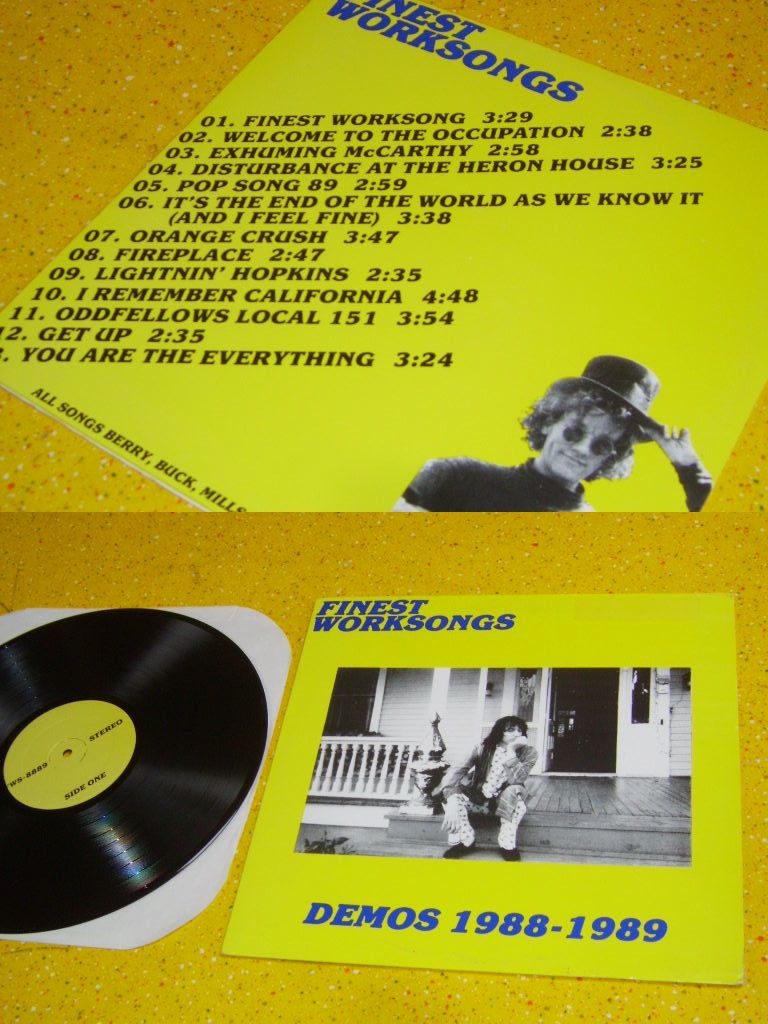 FINEST
WORKSONGS
01. FINEST WORKSONG 3:29
02. WELCOME TO THE OCCUPATION 2:38
03. EXHUMING McCARTHY 2:58
04. DISTURBANCE AT THE HERON HOUSE 3:25
05. POP SONG 89 2:59
06. IT'S THE END OF THE WORLD AS WE KNOW IT
(AND I FEEL FINE) 3:38
07. ORANGE CRUSH 3:47
08. FIREPLACE 2:47
09. LIGHTNIN' HOPKINS 2:35
10. I REMEMBER CALIFORNIA 4:48
11. ODDFELLOWS LOCAL 151 3:54
12. GET UP 2:35
. YOU ARE THE EVERYTHING 3:24
ALL SONGS BERRY, BUCK, MILLS
FINEST
WORKSONGS
STEREO
WS-8889
SIDE ONE
DEMOS 1988-1989